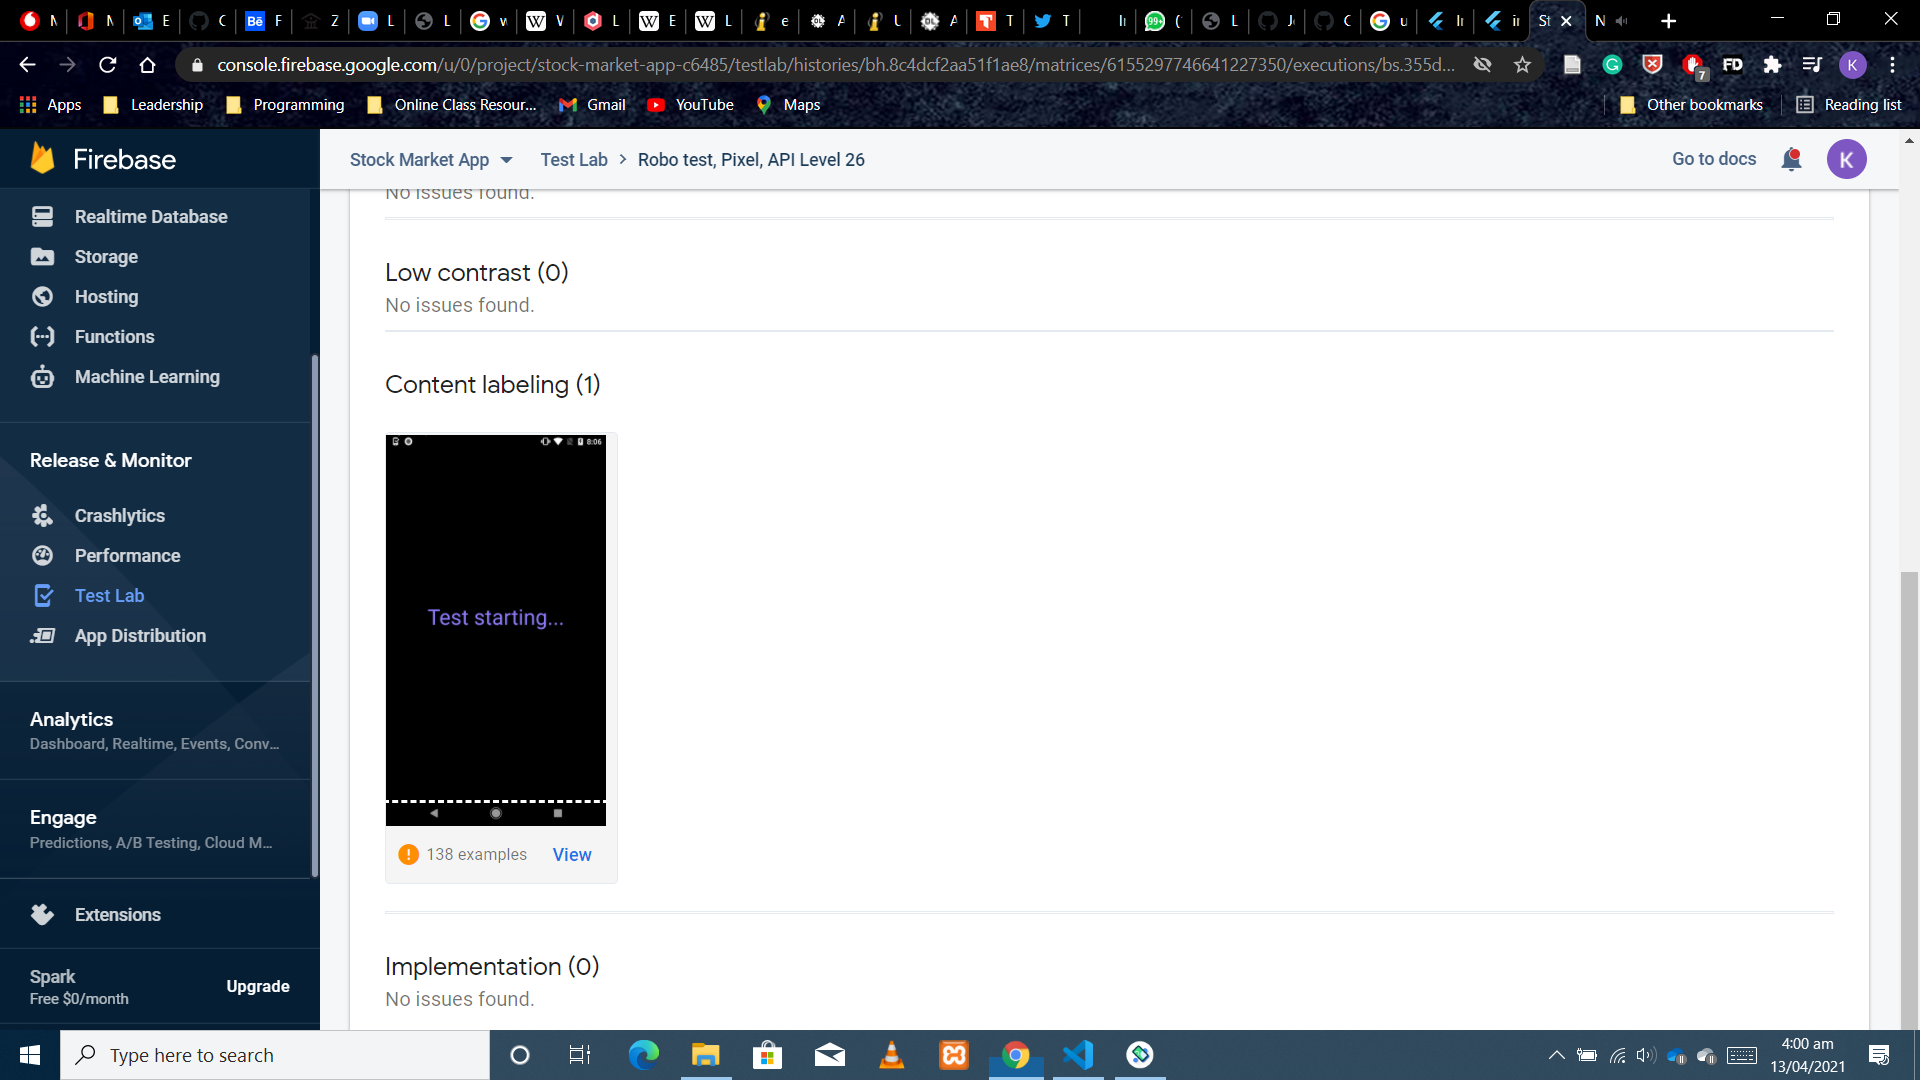 console.firebase.google.com/u/0/project/stock-market-app-c6485/testlab/histories/bh.8c4dcf2aa51f1ae8/matrices/6155297746641227350/executions/bs.355d...
Apps Leadership Programming Online Class Resour... Gmail YouTube Maps Other bookmarks Reading list
Firebase
Stock Market App Test Lab > Robo test, Pixel, API Level 26 Go to docs K
Realtime Database
Storage
Hosting
Functions
Machine Learning
Release & Monitor
Crashlytics
Performance
Test Lab
App Distribution
Analytics
Dashboard, Realtime, Events, Conv...
Engage
Predictions, A/B Testing, Cloud M...
Extensions
Spark
Free $0/month
Upgrade
No issues found.
Low contrast (0)
No issues found.
Content labeling (1)
8:06
Test starting...
138 examples View
Implementation (0)
No issues found.
Type here to search
4:00 am
13/04/2021